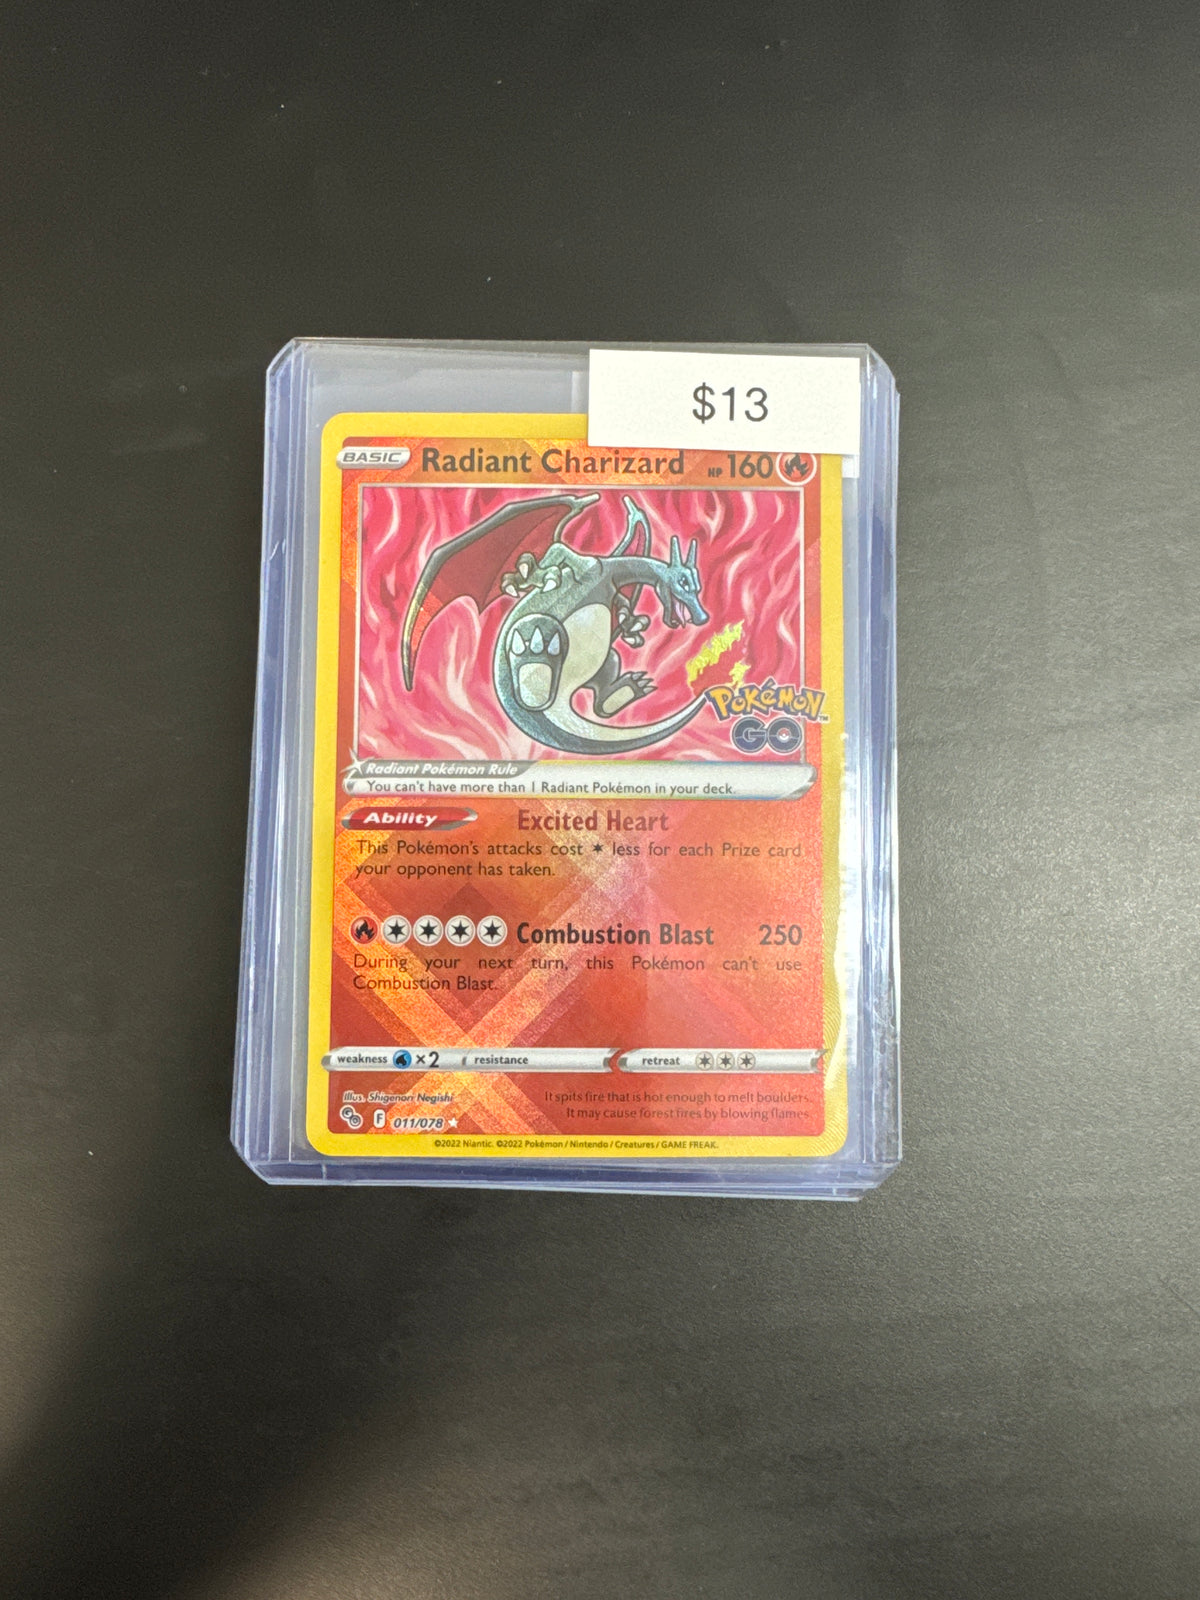 $13
BASIC Radiant Charizard HP 160
Pokémon
GO
Radiant Pokémon Rule
You can't have more than 1 Radiant Pokémon in your deck.
Ability Excited Heart
This Pokémon's attacks cost less for each Prize card
your opponent has taken.
Combustion Blast 250
During your next turn, this Pokémon can't use
Combustion Blast.
weakness ×2 resistance retreat
Illus. Shigenori Negishi It spits fire that is hot enough to melt boulders.
GO F 011/078 It may cause forest fires by blowing flames.
©2022 Niantic. ©2022 Pokémon / Nintendo / Creatures / GAME FREAK.